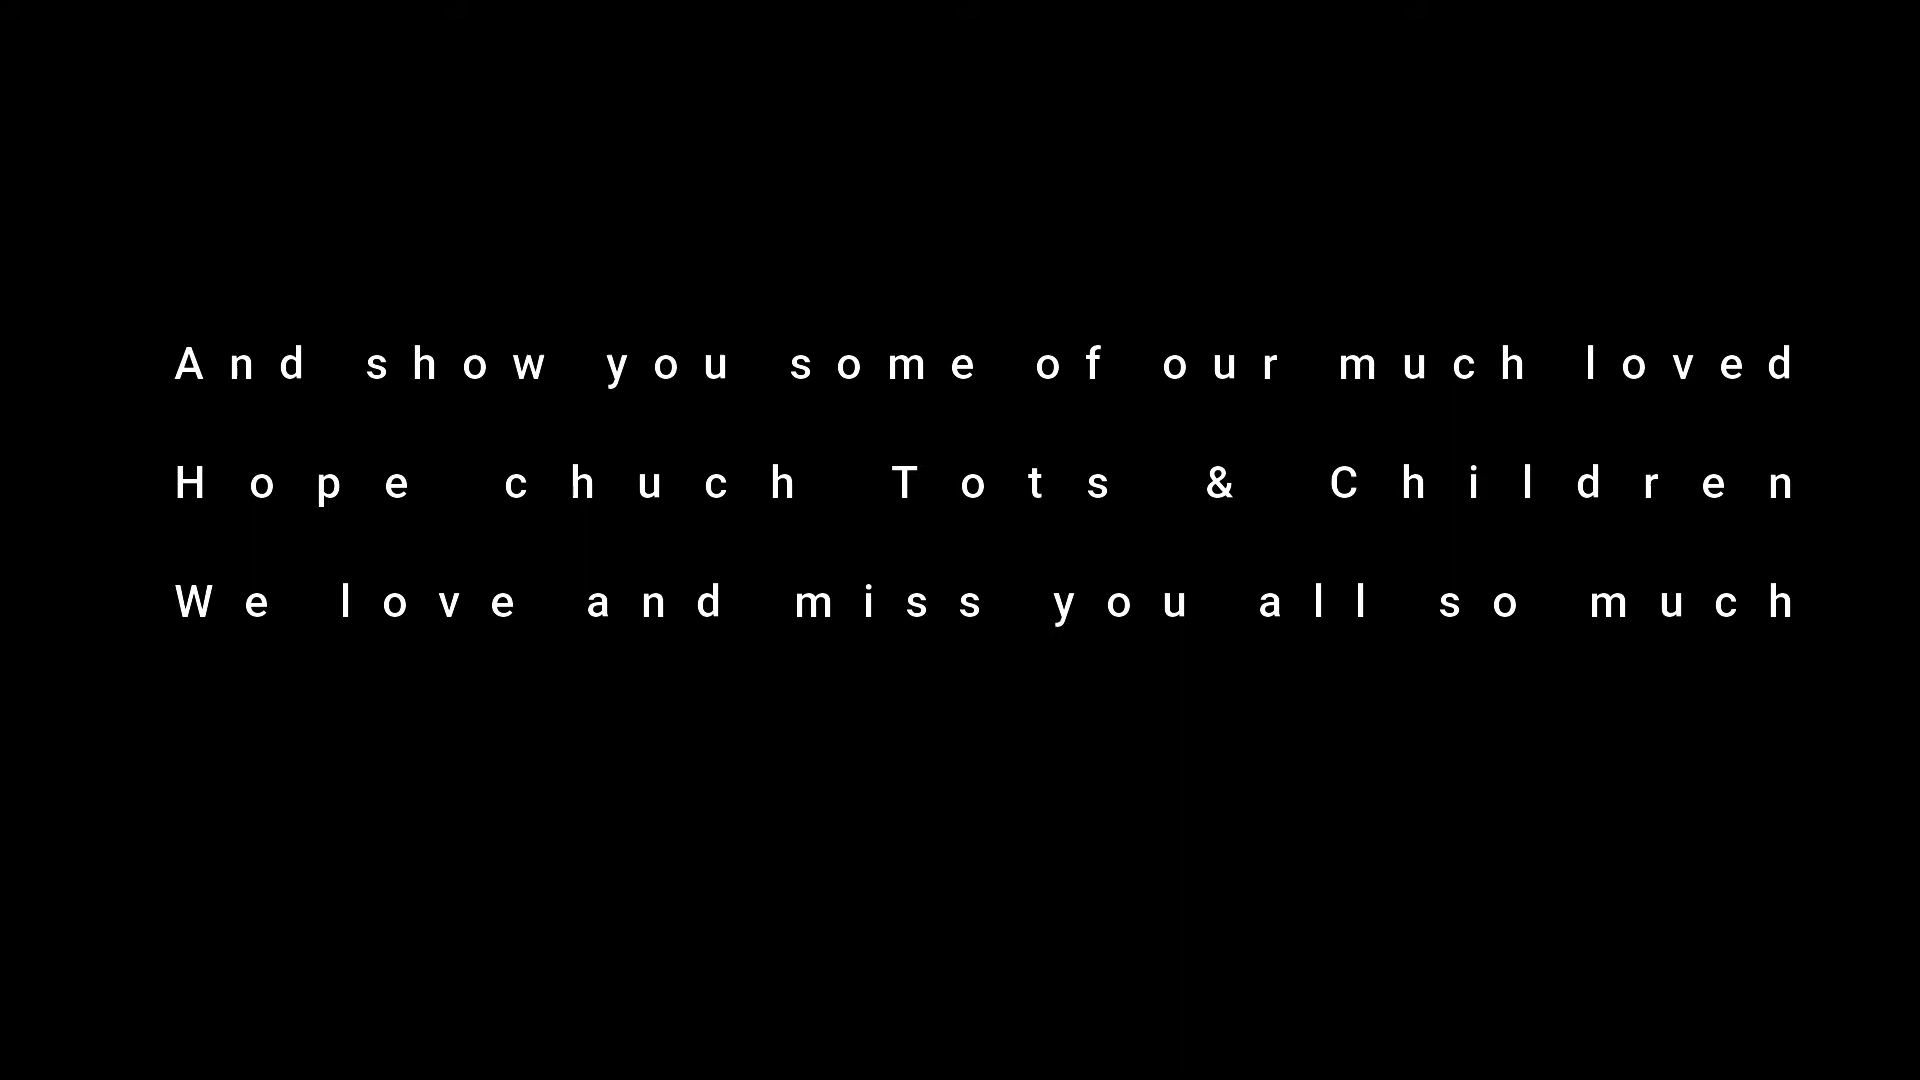 And show you some of our much loved
Hope chuch Tots & Children
We love and miss you all so much